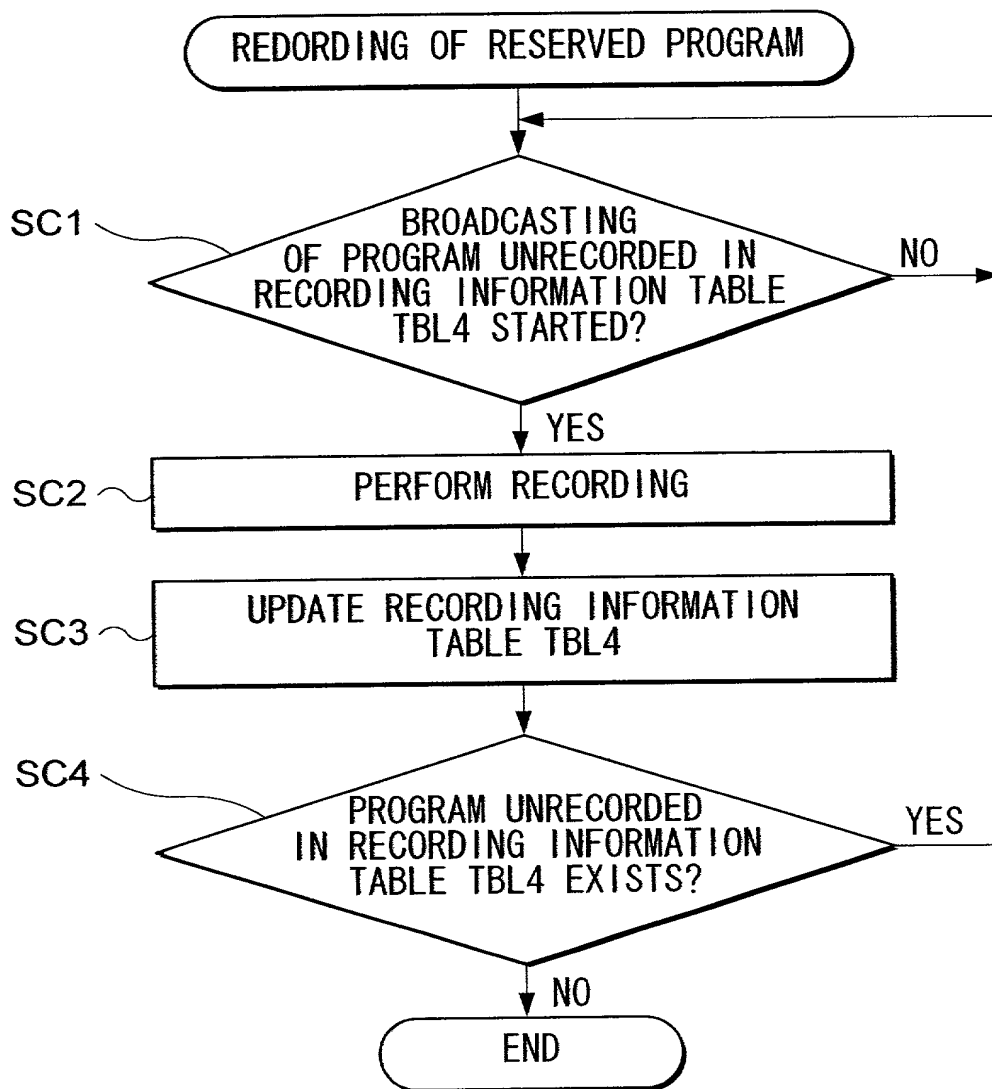 REDORDING OF RESERVED PROGRAM
SC1
BROADCASTING
OF PROGRAM UNRECORDED IN
RECORDING INFORMATION TABLE
TBL4 STARTED?
NO
YES
SC2
PERFORM RECORDING
SC3
UPDATE RECORDING INFORMATION
TABLE TBL4
SC4
PROGRAM UNRECORDED
IN RECORDING INFORMATION
TABLE TBL4 EXISTS?
YES
NO
END